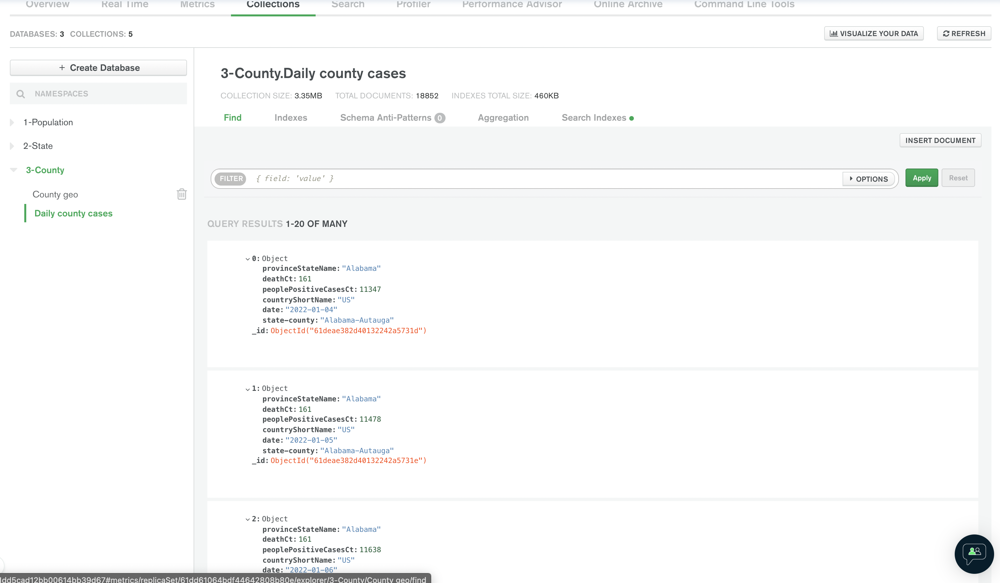 Overview Real Time Metrics Collections Search Profiler Performance Advisor Online Archive Command Line Tools
DATABASES: 3 COLLECTIONS: 5
VISUALIZE YOUR DATA
REFRESH
+ Create Database
NAMESPACES
1-Population
2-State
3-County
County geo
Daily county cases
3-County.Daily county cases
COLLECTION SIZE: 3.35MB TOTAL DOCUMENTS: 18852 INDEXES TOTAL SIZE: 460KB
Find Indexes Schema Anti-Patterns 0 Aggregation Search Indexes
INSERT DOCUMENT
FILTER { field: 'value' } OPTIONS Apply Reset
QUERY RESULTS 1-20 OF MANY
0: Object
provinceStateName: "Alabama"
deathCt: 161
peoplePositiveCasesCt: 11347
countryShortName: "US"
date: "2022-01-04"
state-county: "Alabama-Autauga"
_id: ObjectId("61deae382d40132242a5731d")
1: Object
provinceStateName: "Alabama"
deathCt: 161
peoplePositiveCasesCt: 11478
countryShortName: "US"
date: "2022-01-05"
state-county: "Alabama-Autauga"
_id: ObjectId("61deae382d40132242a5731e")
2: Object
provinceStateName: "Alabama"
deathCt: 161
peoplePositiveCasesCt: 11638
countryShortName: "US"
date: "2022-01-06"
1dd5cad12bb00614bb39d67#metrics/replicaSet/61dd61064bdf44642808b80e/explorer/3-County/County geo/find